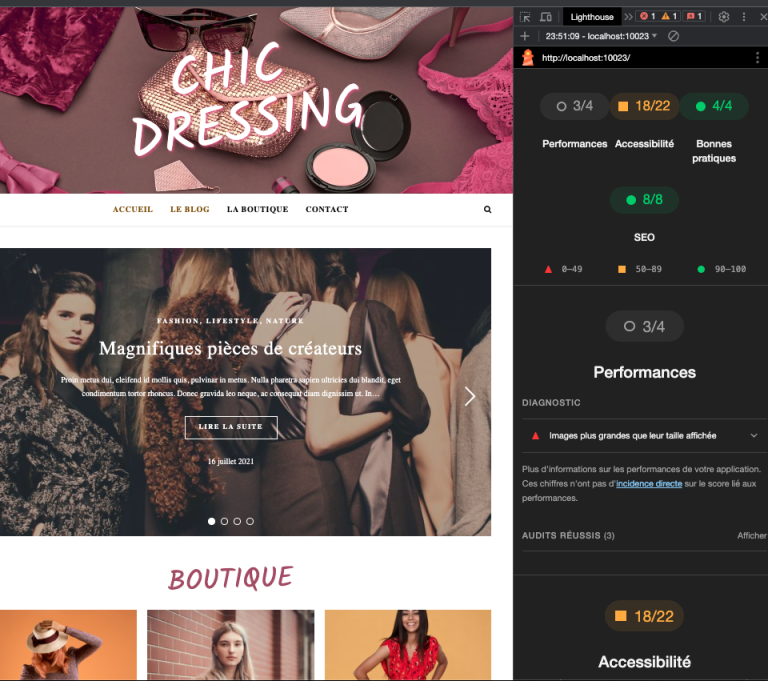 CHIC
DRESSING
ACCUEIL LE BLOG LA BOUTIQUE CONTACT
FASHION, LIFESTYLE, NATURE
Magnifiques pièces de créateurs
Proin metus dui, eleifend id mollis quis, pulvinar in metus. Nulla pharetra sapien ultricies dui blandit, eget
condimentum tortor rhoncus. Donec gravida leo neque, ac consequat diam dignissim ut. In…
LIRE LA SUITE
16 juillet 2021
BOUTIQUE
Lighthouse 1 1 1
23:51:09 - localhost:10023
http://localhost:10023/
3/4 18/22 4/4
Performances Accessibilité Bonnes
pratiques
8/8
SEO
0–49 50–89 90–100
3/4
Performances
DIAGNOSTIC
Images plus grandes que leur taille affichée
Plus d'informations sur les performances de votre application.
Ces chiffres n'ont pas d'incidence directe sur le score lié aux
performances.
AUDITS RÉUSSIS (3) Afficher
18/22
Accessibilité